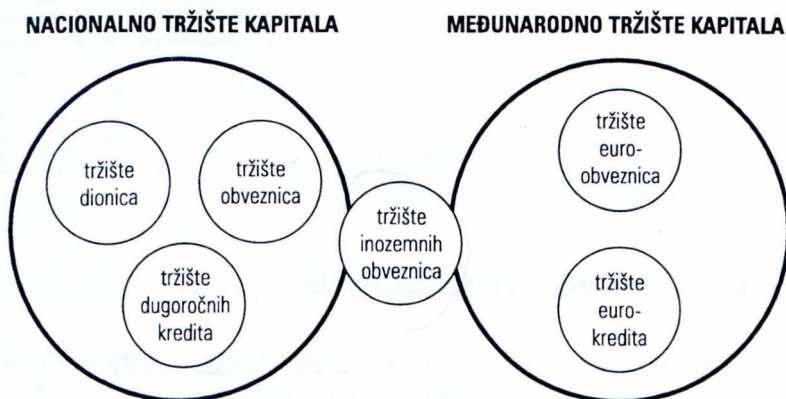 NACIONALNO TRŽIŠTE KAPITALA
MEĐUNARODNO TRŽIŠTE KAPITALA
tržište
dionica
tržište
obveznica
tržište
dugoročnih
kredita
tržište
inozemnih
obveznica
tržište
euro-
obveznica
tržište
euro-
kredita